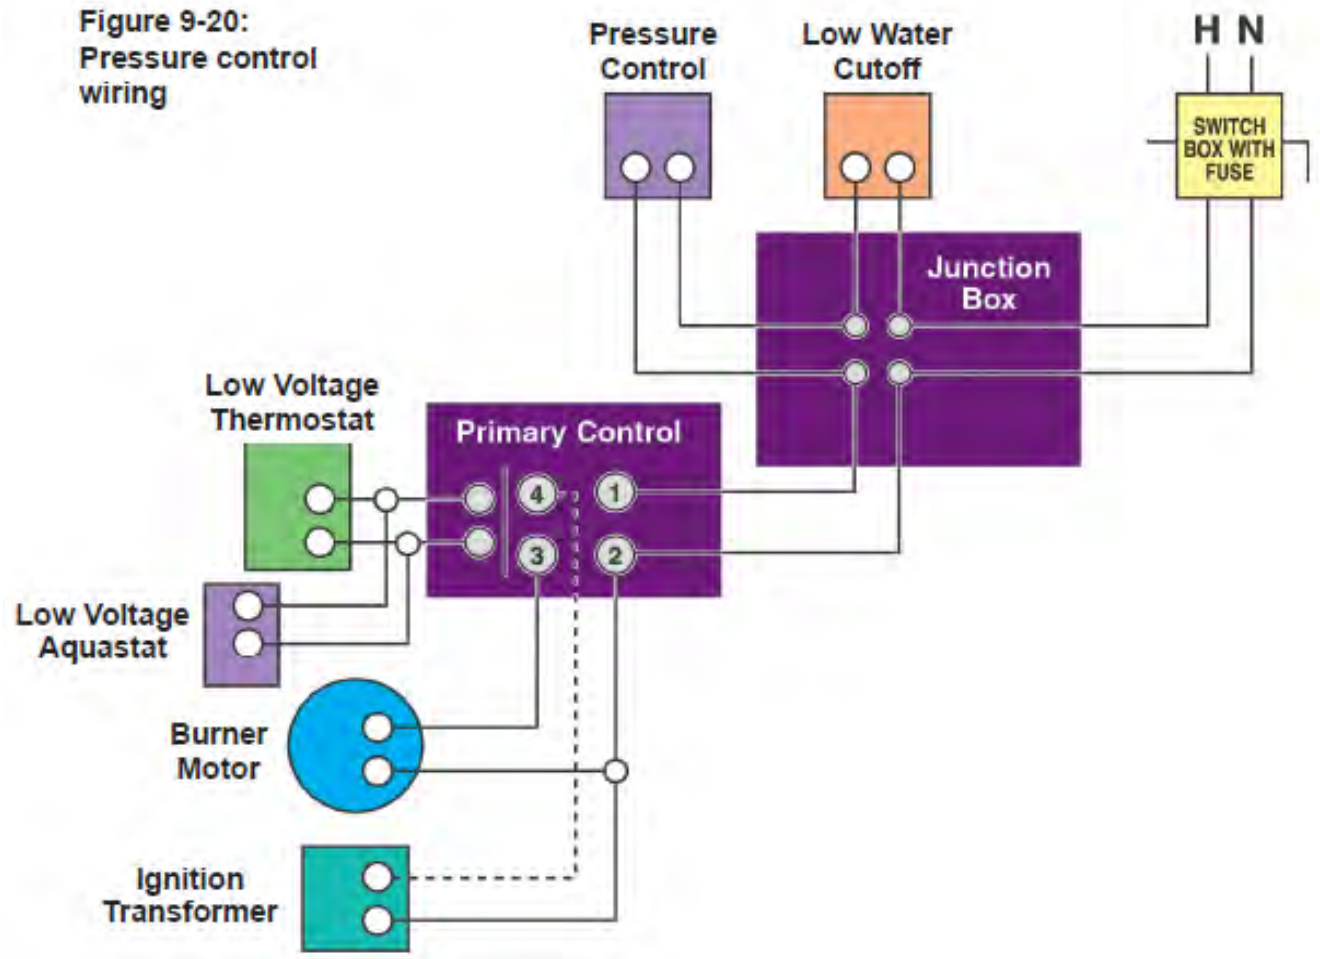 Figure 9-20:
Pressure control
wiring
Pressure
Control
Low Water
Cutoff
H N
SWITCH
BOX WITH
FUSE
Junction
Box
Low Voltage
Thermostat
Primary Control
4
1
3
2
Low Voltage
Aquastat
Burner
Motor
Ignition
Transformer